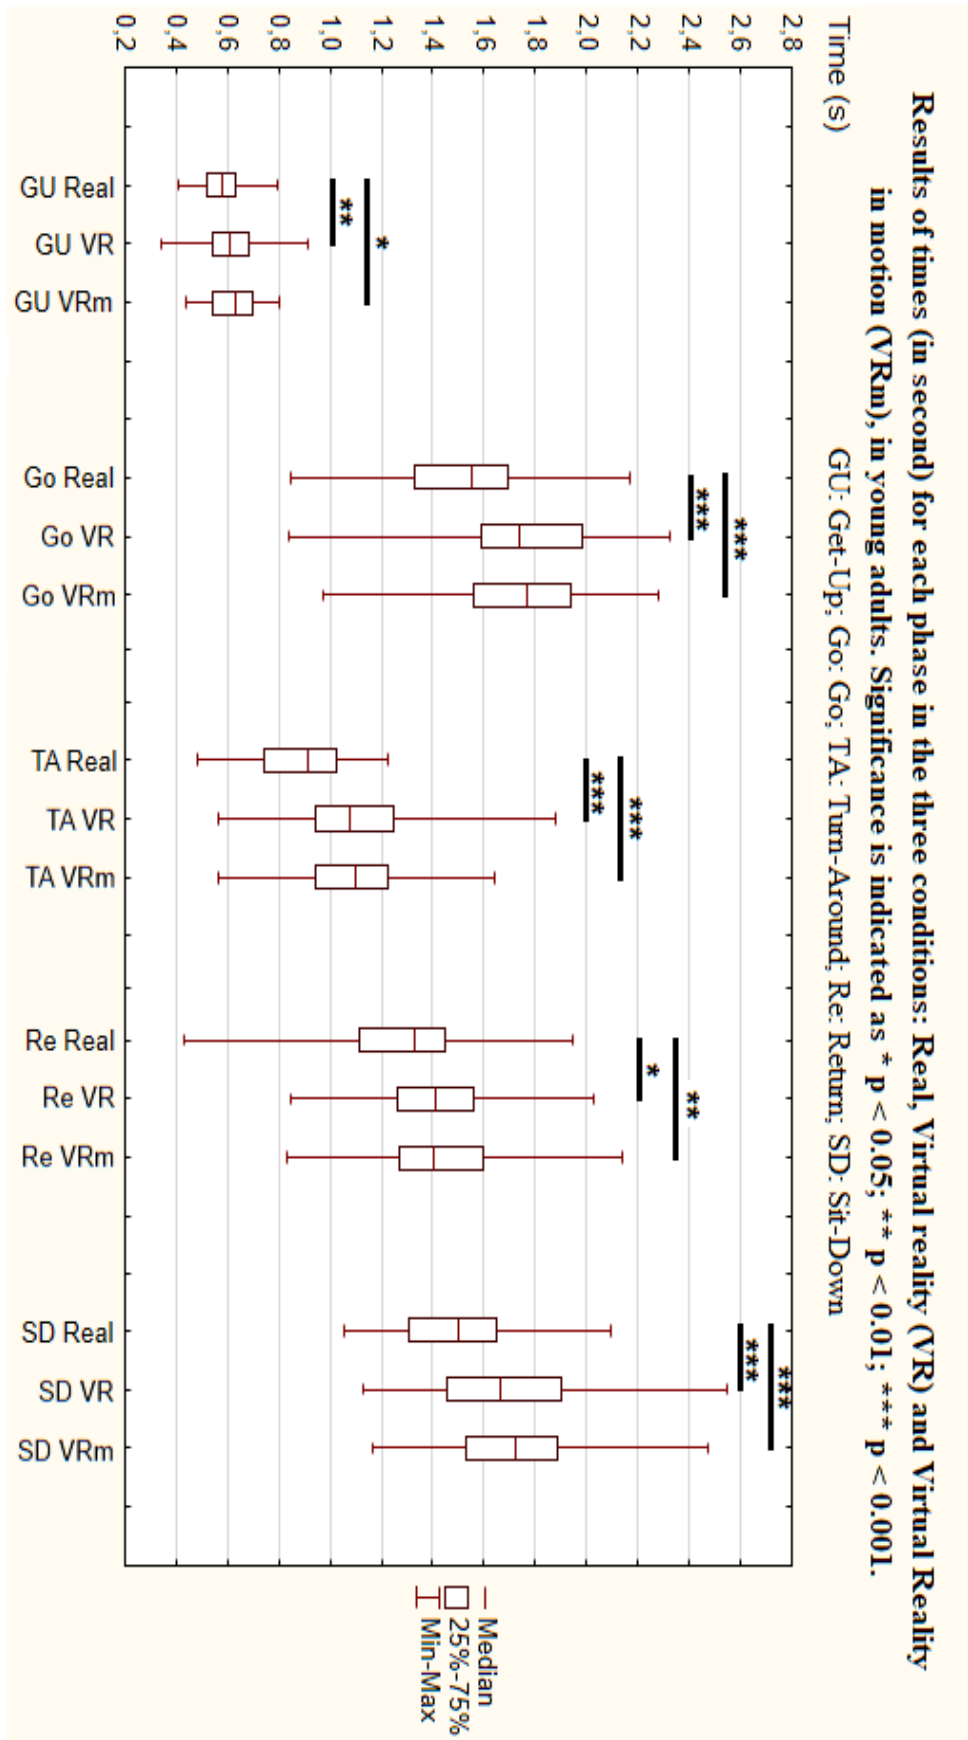 Results of times (in second) for each phase in the three conditions: Real, Virtual reality (VR) and Virtual Reality
in motion (VRm), in young adults. Significance is indicated as * p < 0.05; ** p < 0.01; *** p < 0.001.
GU: Get-Up; Go: Go; TA: Turn-Around; Re: Return; SD: Sit-Down
Time (s)
2,8
2,6
2,4
2,2
2,0
1,8
1,6
1,4
1,2
1,0
0,8
0,6
0,4
0,2
*
**
***
***
***
***
**
*
***
***
GU Real
GU VR
GU VRm
Go Real
Go VR
Go VRm
TA Real
TA VR
TA VRm
Re Real
Re VR
Re VRm
SD Real
SD VR
SD VRm
Median
25%-75%
Min-Max